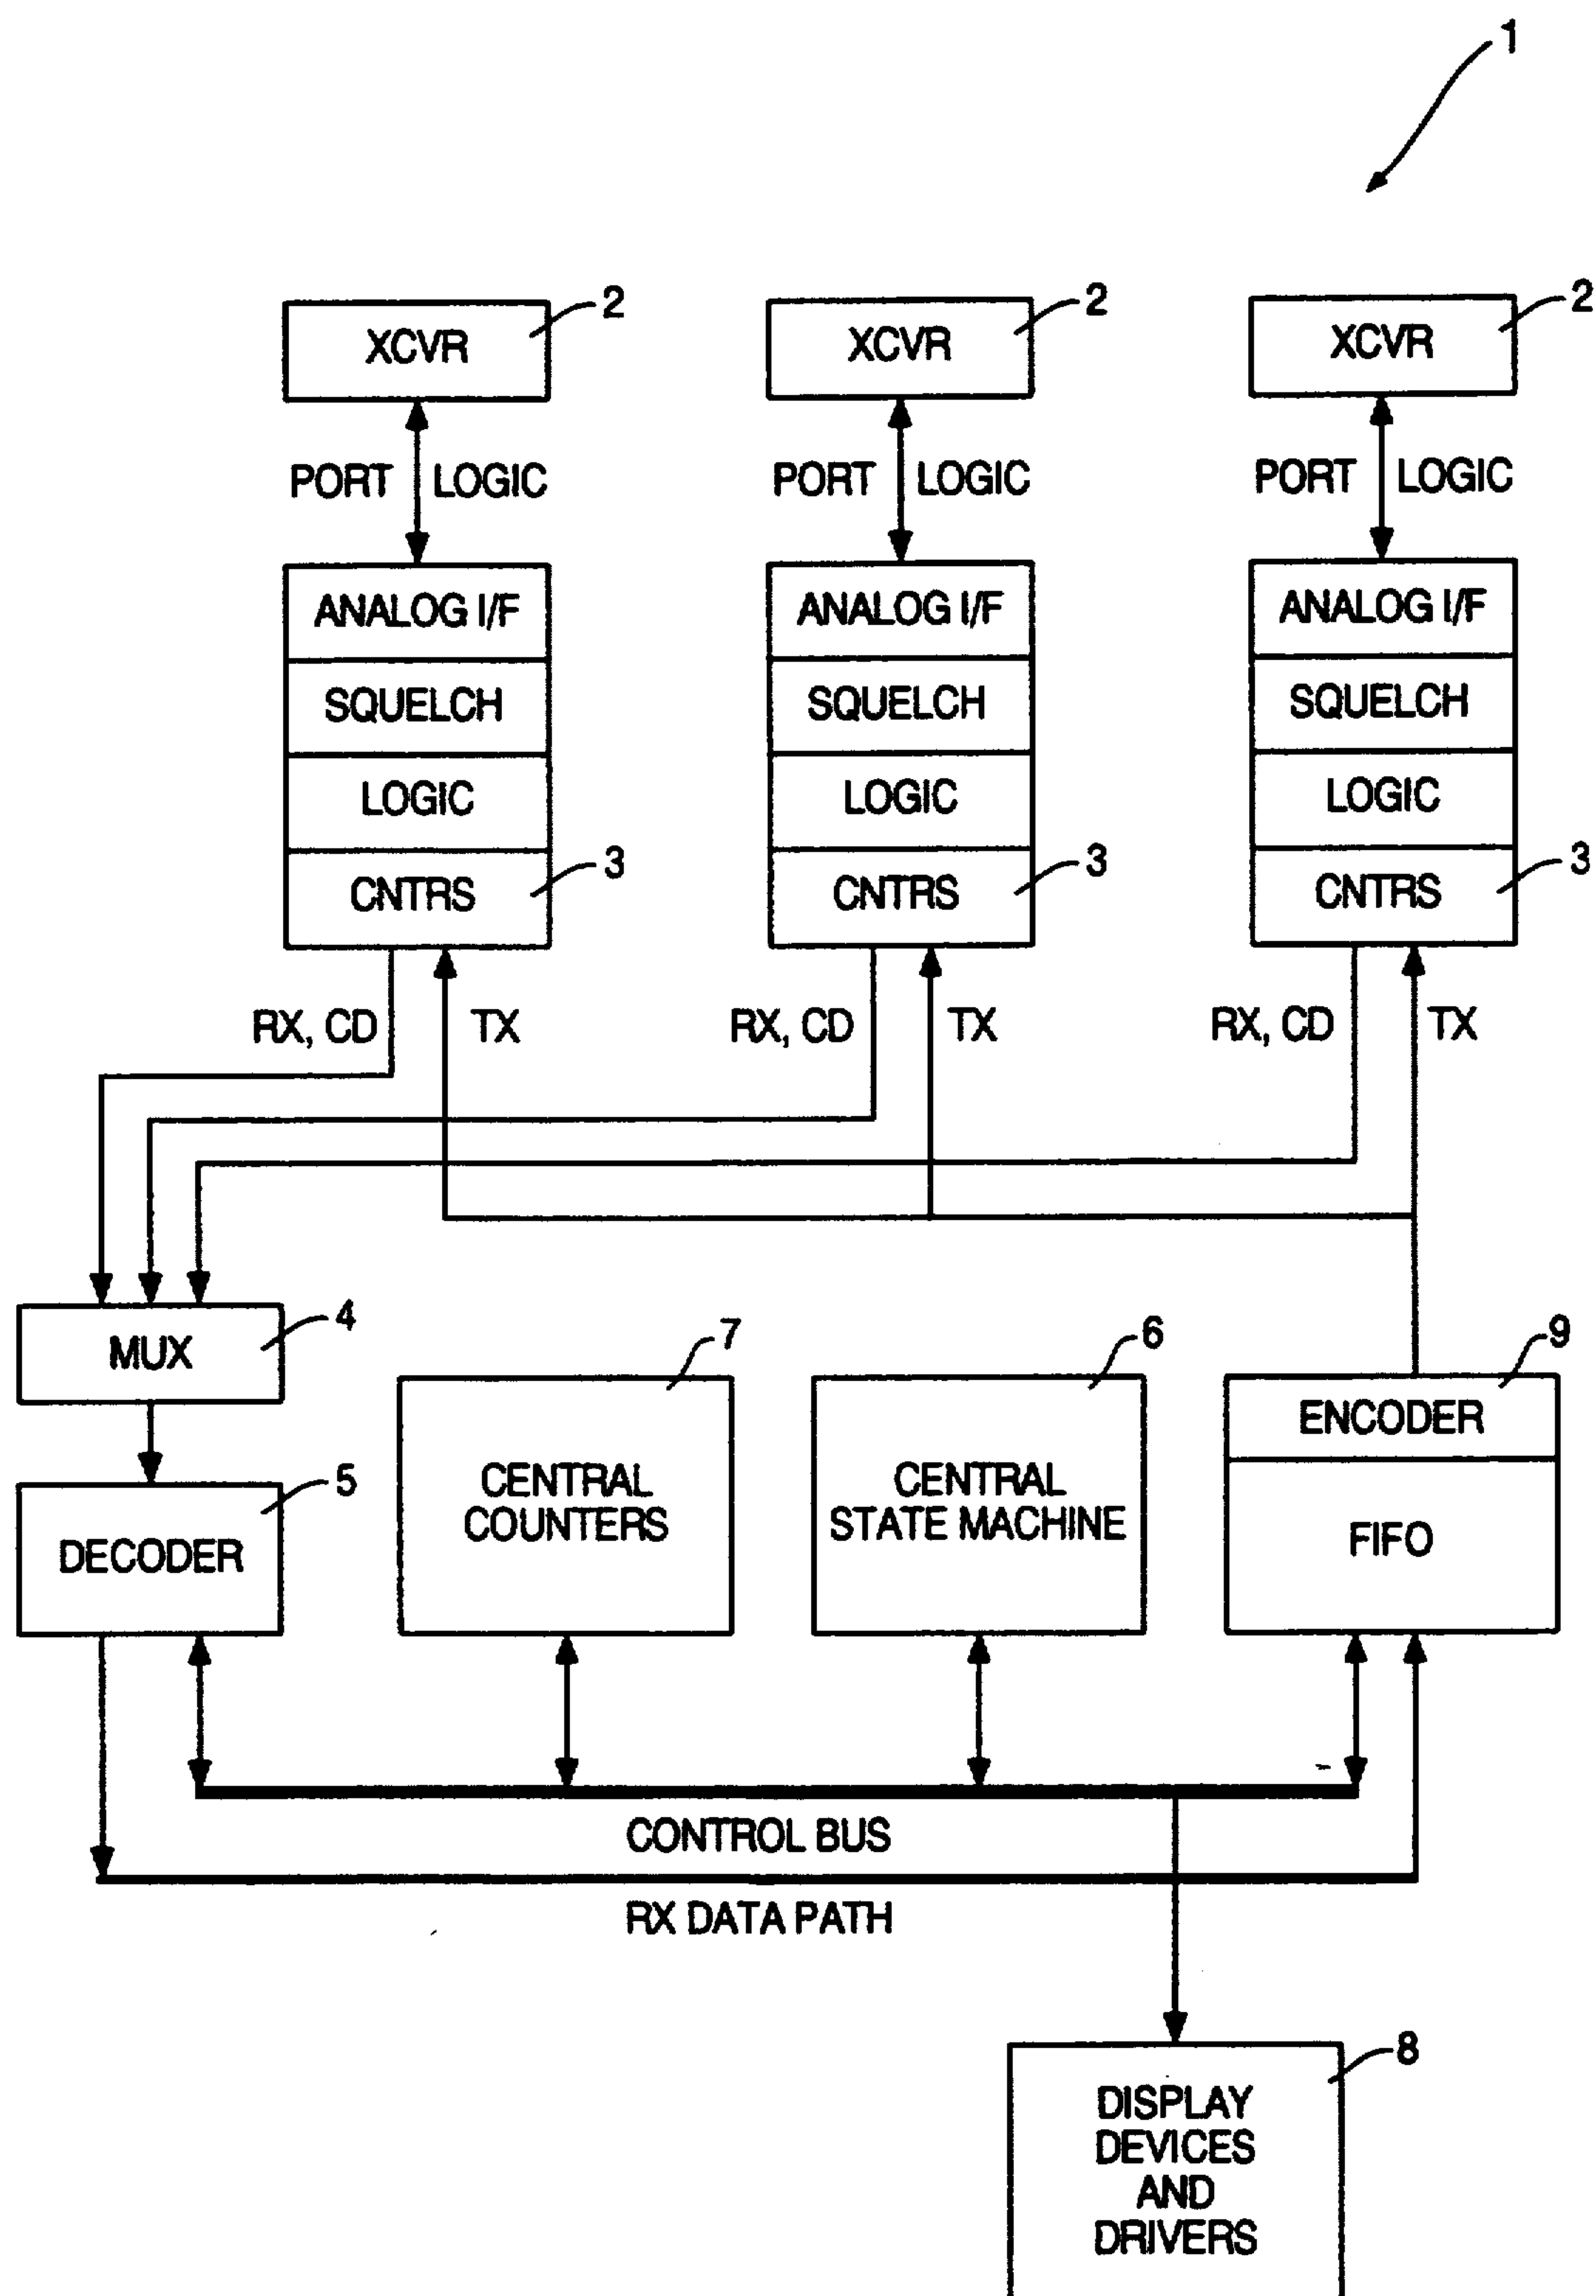 1
2 2 2
XCVR XCVR XCVR
PORT LOGIC PORT LOGIC PORT LOGIC
ANALOG I/F ANALOG I/F ANALOG I/F
SQUELCH SQUELCH SQUELCH
LOGIC LOGIC LOGIC
3 3 3
CNTRS CNTRS CNTRS
RX, CD TX RX, CD TX RX, CD TX
4 7 6 9
MUX
ENCODER
5
CENTRAL
COUNTERS
CENTRAL
STATE MACHINE
FIFO
DECODER
CONTROL BUS
RX DATA PATH
8
DISPLAY
DEVICES
AND
DRIVERS